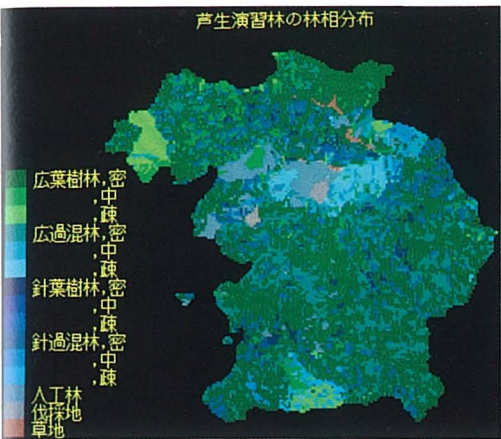 芦生演習林の林相分布
広葉樹林,密
,中
,疎
広過混林,密
,中
,疎
針葉樹林,密
,中
,疎
針過混林,密
,中
,疎
人工林
伐採地
草地